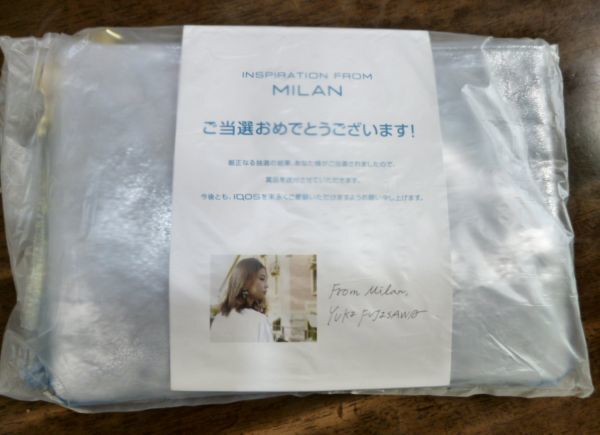 INSPIRATION FROM
MILAN
ご当選おめでとうございます!
厳正なる抽選の結果、あなた様がご当選されましたので、
賞品を送付させていただきます。
今後とも、IQOSを末永くご愛顧いただけますようお願い申し上げます。
From Milan,
YUKA FUJISAWA